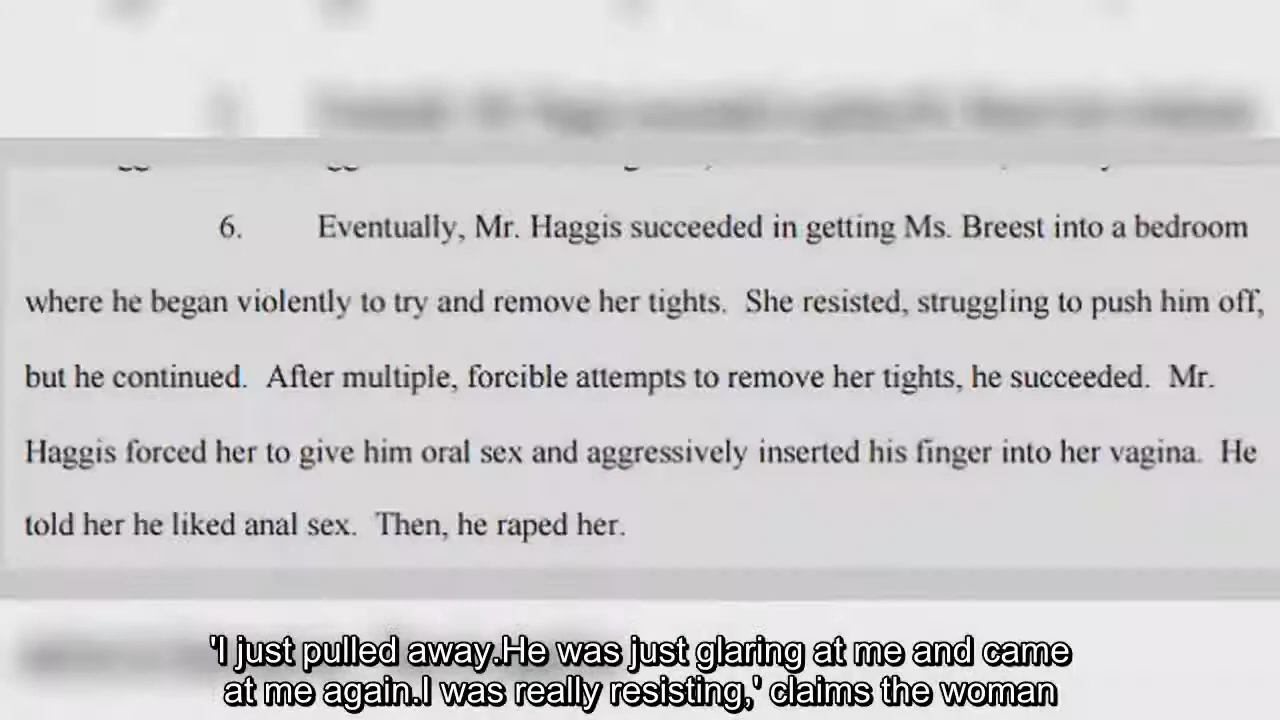 6. Eventually, Mr. Haggis succeeded in getting Ms. Breest into a bedroom
where he began violently to try and remove her tights. She resisted, struggling to push him off,
but he continued. After multiple, forcible attempts to remove her tights, he succeeded. Mr.
Haggis forced her to give him oral sex and aggressively inserted his finger into her vagina. He
told her he liked anal sex. Then, he raped her.
'I just pulled away.He was just glaring at me and came
at me again.I was really resisting,' claims the woman